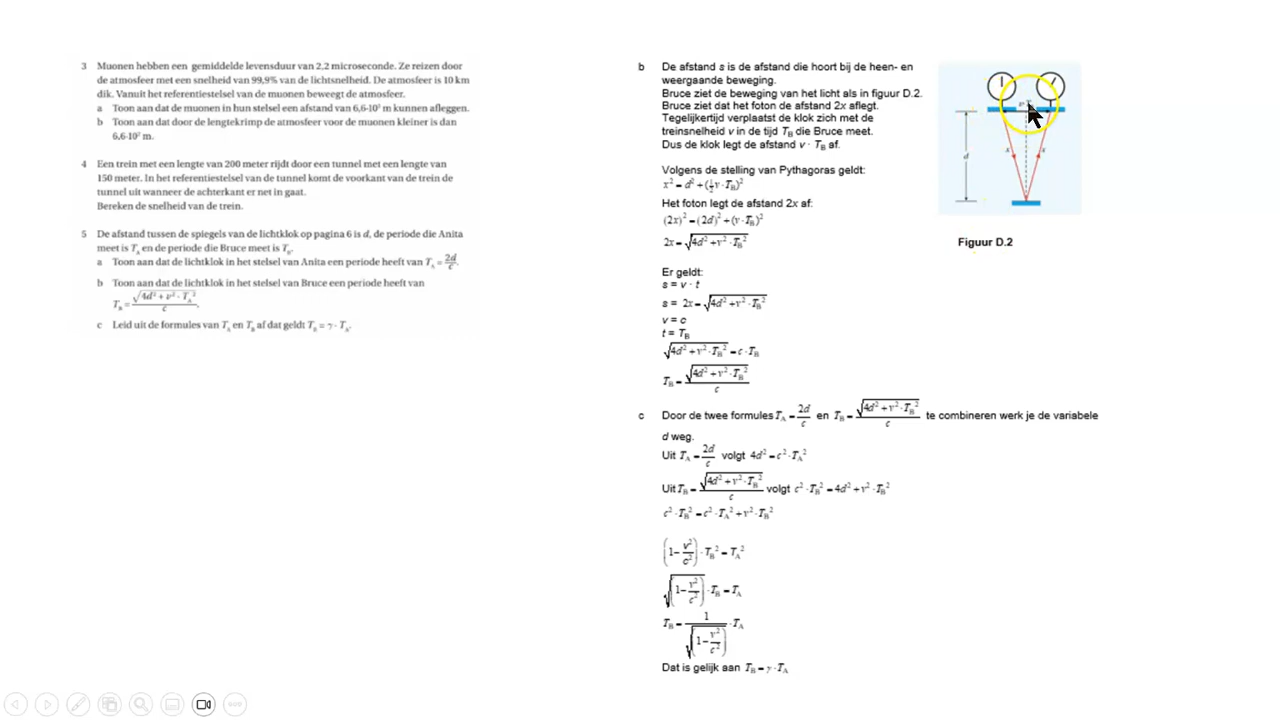 3 Muonen hebben een gemiddelde levensduur van 2,2 microseconde. Ze reizen door
de atmosfeer met een snelheid van 99,9% van de lichtsnelheid. De atmosfeer is 10 km
dik. Vanuit het referentiestelsel van de muonen beweegt de atmosfeer.
a Toon aan dat de muonen in hun stelsel een afstand van 6,6·10² m kunnen afleggen.
b Toon aan dat door de lengtekrimp de atmosfeer voor de muonen kleiner is dan
6,6·10² m.
4 Een trein met een lengte van 200 meter rijdt door een tunnel met een lengte van
150 meter. In het referentiestelsel van de tunnel komt de voorkant van de trein de
tunnel uit wanneer de achterkant er net in gaat.
Bereken de snelheid van de trein.
5 De afstand tussen de spiegels van de lichtklok op pagina 6 is d, de periode die Anita
meet is T_A en de periode die Bruce meet is T_B.
a Toon aan dat de lichtklok in het stelsel van Anita een periode heeft van T_A = 2d/c.
b Toon aan dat de lichtklok in het stelsel van Bruce een periode heeft van
T_B = √(4d² + v² · T_A²)/c.
c Leid uit de formules van T_A en T_B af dat geldt T_B = γ · T_A.
b De afstand s is de afstand die hoort bij de heen- en
weergaande beweging.
Bruce ziet de beweging van het licht als in figuur D.2.
Bruce ziet dat het foton de afstand 2x aflegt.
Tegelijkertijd verplaatst de klok zich met de
treinsnelheid v in de tijd T_B die Bruce meet.
Dus de klok legt de afstand v · T_B af.
Volgens de stelling van Pythagoras geldt:
x² = d² + (½v · T_B)²
Het foton legt de afstand 2x af:
(2x)² = (2d)² + (v · T_B)²
2x = √(4d² + v² · T_B²)
Er geldt:
s = v · t
s = 2x = √(4d² + v² · T_B²)
v = c
t = T_B
√(4d² + v² · T_B²) = c · T_B
T_B = √(4d² + v² · T_B²)/c
d
Figuur D.2
c Door de twee formules T_A = 2d/c en T_B = √(4d² + v² · T_B²)/c te combineren werk je de variabele
d weg.
Uit T_A = 2d/c volgt 4d² = c² · T_A²
Uit T_B = √(4d² + v² · T_B²)/c volgt c² · T_B² = 4d² + v² · T_B²
c² · T_B² = c² · T_A² + v² · T_B²
(1 − v²/c²) · T_B² = T_A²
√(1 − v²/c²) · T_B = T_A
T_B = 1/√(1 − v²/c²) · T_A
Dat is gelijk aan T_B = γ · T_A